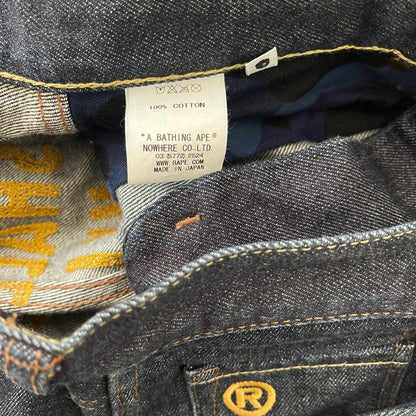 100% COTTON
"A BATHING APE"®
NOWHERE CO-LTD.
03 (5772) 2524
WWW.BAPE.COM
MADE IN JAPAN
®